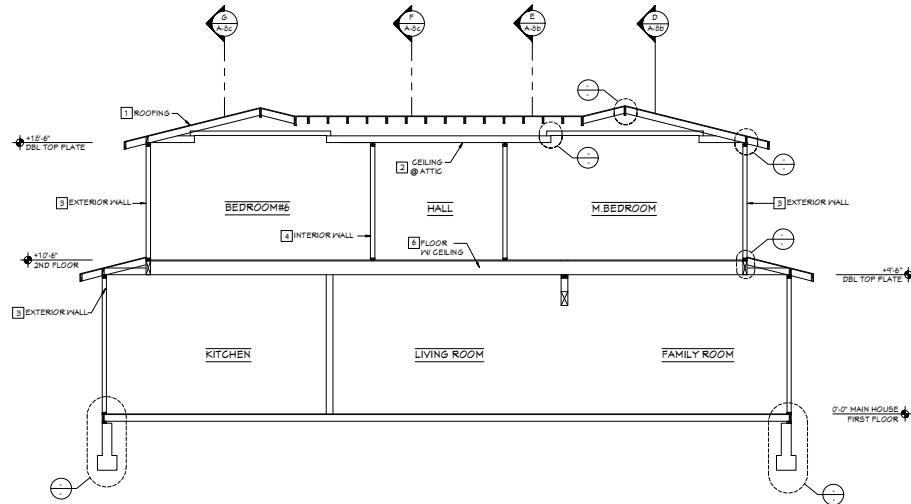 G
A-8c
F
A-8c
E
A-8b
D
A-8b
1 ROOFING
+18'-6"
DBL TOP PLATE
2 CEILING
@ ATTIC
3 EXTERIOR WALL
BEDROOM#6
HALL
M.BEDROOM
3 EXTERIOR WALL
4 INTERIOR WALL
6 FLOOR
W/ CEILING
+10'-6"
2ND FLOOR
+9'-6"
DBL TOP PLATE
3 EXTERIOR WALL
KITCHEN
LIVING ROOM
FAMILY ROOM
0'-0" MAIN HOUSE
FIRST FLOOR